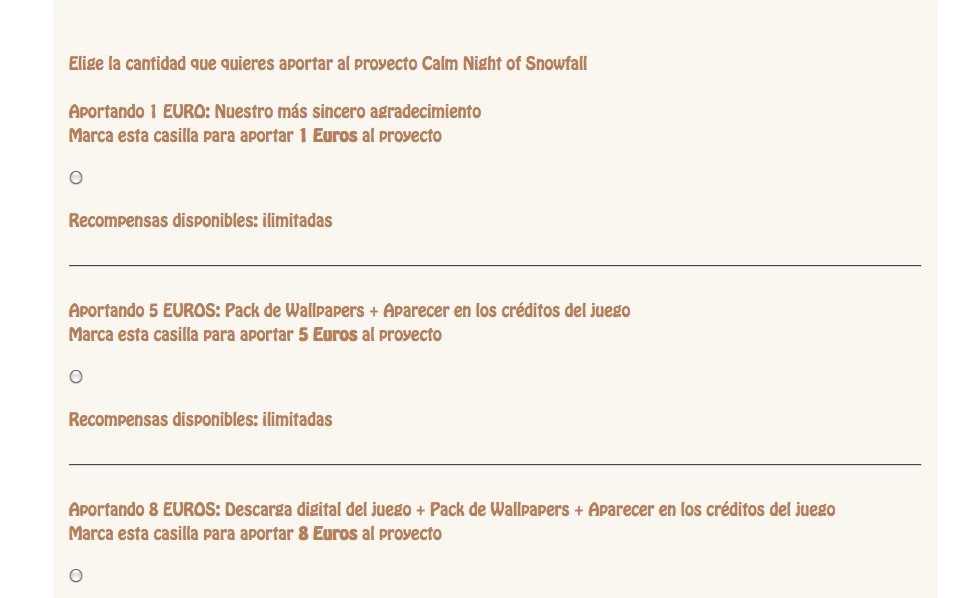 Elige la cantidad que quieres aportar al proyecto Calm Night of Snowfall
Aportando 1 EURO: Nuestro más sincero agradecimiento
Marca esta casilla para aportar 1 Euros al proyecto
Recompensas disponibles: ilimitadas
Aportando 5 EUROS: Pack de Wallpapers + Aparecer en los créditos del juego
Marca esta casilla para aportar 5 Euros al proyecto
Recompensas disponibles: ilimitadas
Aportando 8 EUROS: Descarga digital del juego + Pack de Wallpapers + Aparecer en los créditos del juego
Marca esta casilla para aportar 8 Euros al proyecto